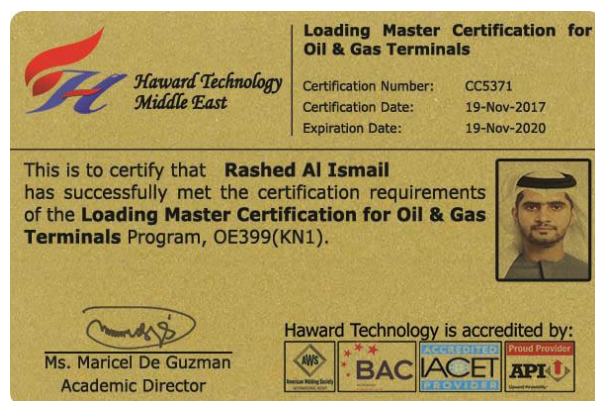 Haward Technology
Middle East
Loading Master Certification for
Oil & Gas Terminals
Certification Number: CC5371
Certification Date: 19-Nov-2017
Expiration Date: 19-Nov-2020
This is to certify that Rashed Al Ismail
has successfully met the certification requirements
of the Loading Master Certification for Oil & Gas
Terminals Program, OE399(KN1).
Ms. Maricel De Guzman
Academic Director
Haward Technology is accredited by:
AWS
American Welding Society
BAC
ACCREDITED
IACET
PROVIDER
Proud Provider
API U